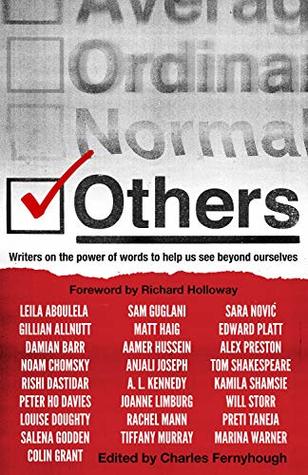 Average
Ordinar
Normal
Others
Writers on the power of words to help us see beyond ourselves
Foreword by Richard Holloway
LEILA ABOULELA
GILLIAN ALLNUTT
DAMIAN BARR
NOAM CHOMSKY
RISHI DASTIDAR
PETER HO DAVIES
LOUISE DOUGHTY
SALENA GODDEN
COLIN GRANT
SAM GUGLANI
MATT HAIG
AAMER HUSSEIN
ANJALI JOSEPH
A. L. KENNEDY
JOANNE LIMBURG
RACHEL MANN
TIFFANY MURRAY
SARA NOVIĆ
EDWARD PLATT
ALEX PRESTON
TOM SHAKESPEARE
KAMILA SHAMSIE
WILL STORR
PRETI TANEJA
MARINA WARNER
Edited by Charles Fernyhough